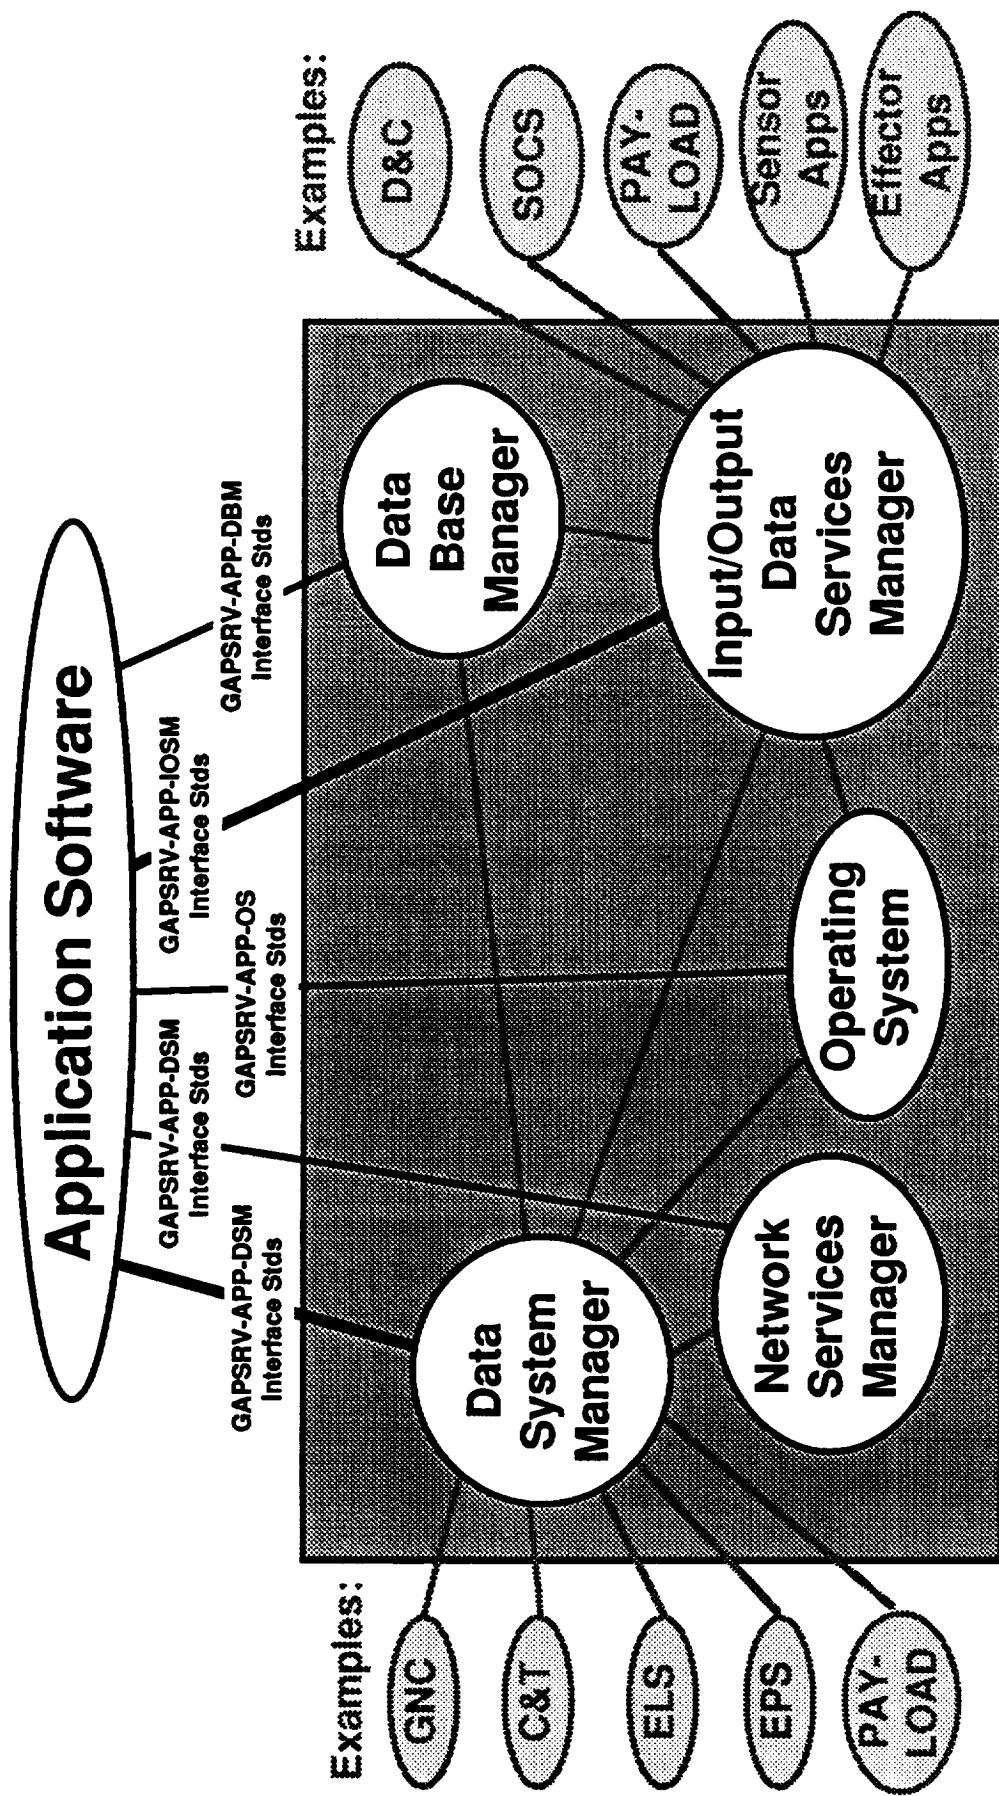 Application Software
GAPSRV-APP-DSM
Interface Stds
GAPSRV-APP-DSM
Interface Stds
GAPSRV-APP-OS
Interface Stds
GAPSRV-APP-IOSM
Interface Stds
GAPSRV-APP-DBM
Interface Stds
Examples:
GNC
C&T
ELS
EPS
PAY-
LOAD
Data
System
Manager
Network
Services
Manager
Operating
System
Data
Base
Manager
Input/Output
Data
Services
Manager
Examples:
D&C
SOCS
PAY-
LOAD
Sensor
Apps
Effector
Apps